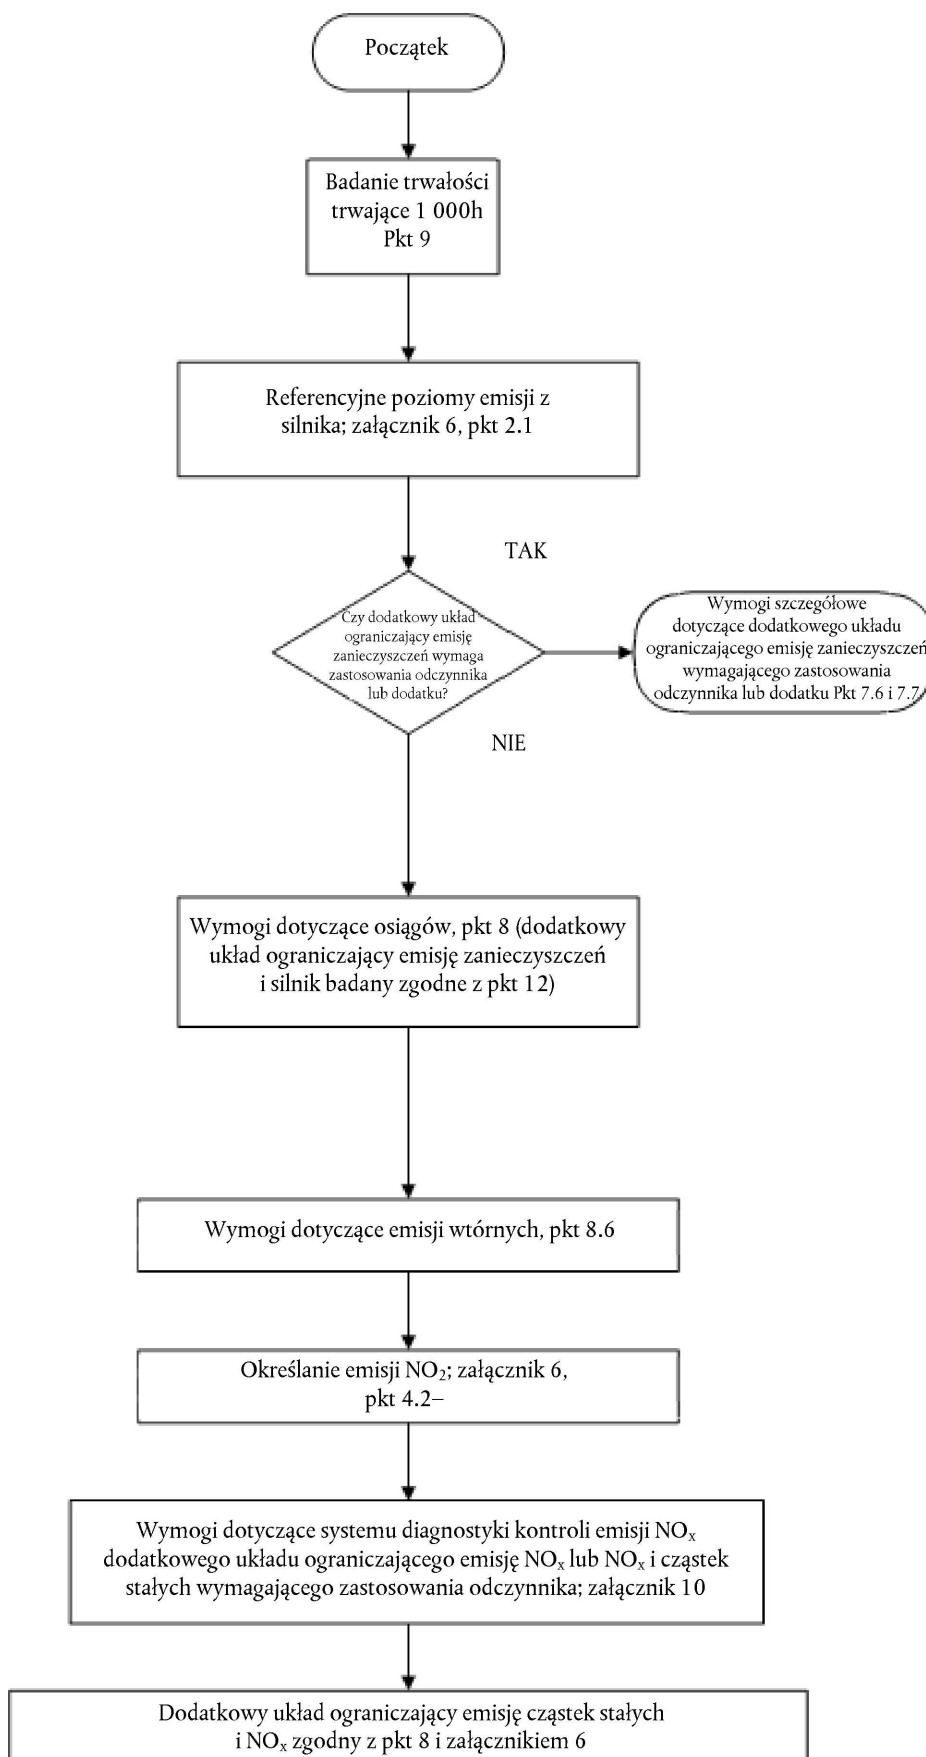 Początek
Badanie trwałości
trwające 1 000h
Pkt 9
Referencyjne poziomy emisji z
silnika; załącznik 6, pkt 2.1
TAK
Czy dodatkowy układ
ograniczający emisję
zanieczyszczeń wymaga
zastosowania odczynnika
lub dodatku?
Wymogi szczegółowe
dotyczące dodatkowego układu
ograniczającego emisję zanieczyszczeń
wymagającego zastosowania
odczynnika lub dodatku Pkt 7.6 i 7.7
NIE
Wymogi dotyczące osiągów, pkt 8 (dodatkowy
układ ograniczający emisję zanieczyszczeń
i silnik badany zgodne z pkt 12)
Wymogi dotyczące emisji wtórnych, pkt 8.6
Określanie emisji NO₂; załącznik 6,
pkt 4.2–
Wymogi dotyczące systemu diagnostyki kontroli emisji NOₓ
dodatkowego układu ograniczającego emisję NOₓ lub NOₓ i cząstek
stałych wymagającego zastosowania odczynnika; załącznik 10
Dodatkowy układ ograniczający emisję cząstek stałych
i NOₓ zgodny z pkt 8 i załącznikiem 6